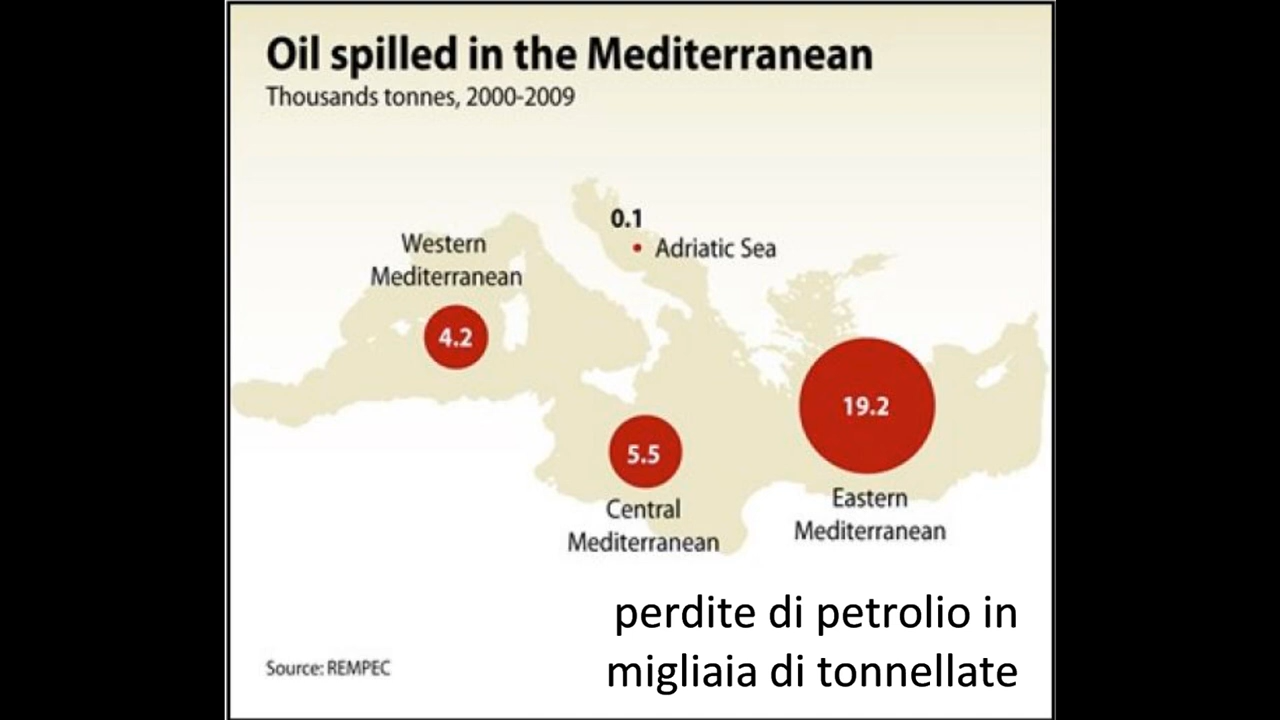 Oil spilled in the Mediterranean
Thousands tonnes, 2000-2009
0.1
Adriatic Sea
Western
Mediterranean
4.2
19.2
5.5
Central
Mediterranean
Eastern
Mediterranean
perdite di petrolio in
migliaia di tonnellate
Source: REMPEC